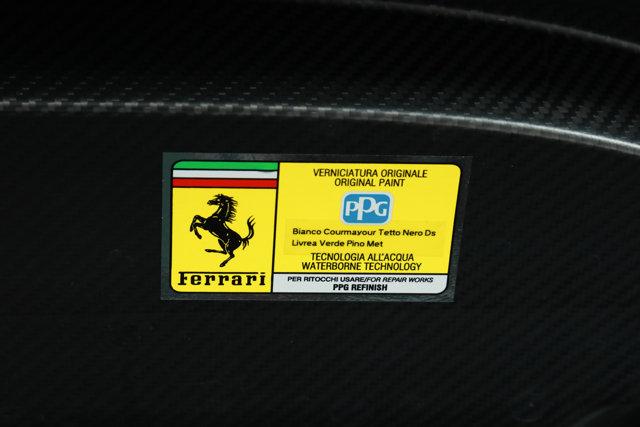 Ferrari
VERNICIATURA ORIGINALE
ORIGINAL PAINT
PPG
Bianco Courmayour Tetto Nero Ds
Livrea Verde Pino Met
TECNOLOGIA ALL'ACQUA
WATERBORNE TECHNOLOGY
PER RITOCCHI USARE/FOR REPAIR WORKS
PPG REFINISH